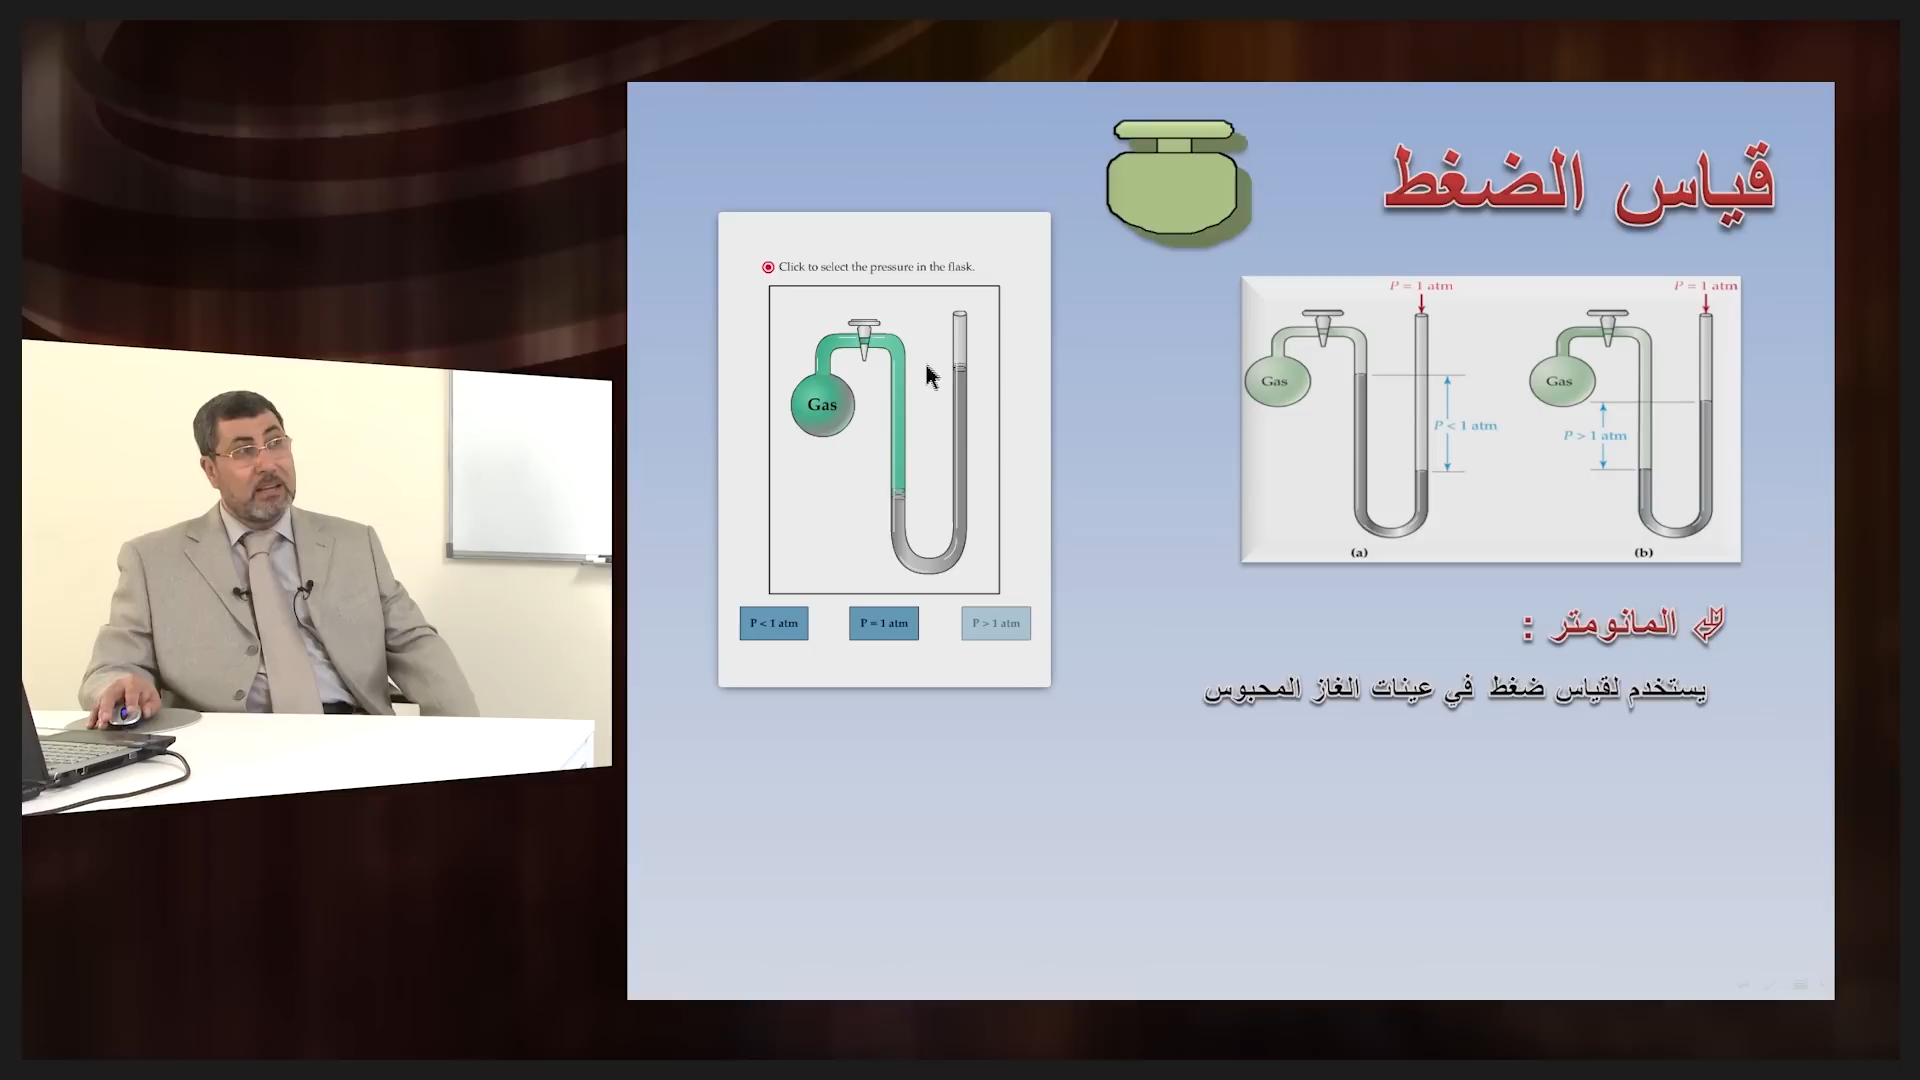 قياس الضغط
Click to select the pressure in the flask.
Gas
P < 1 atm
P = 1 atm
P > 1 atm
P = 1 atm
P = 1 atm
Gas
Gas
P < 1 atm
P > 1 atm
(a)
(b)
المانومتر :
يستخدم لقياس ضغط في عينات الغاز المحبوس